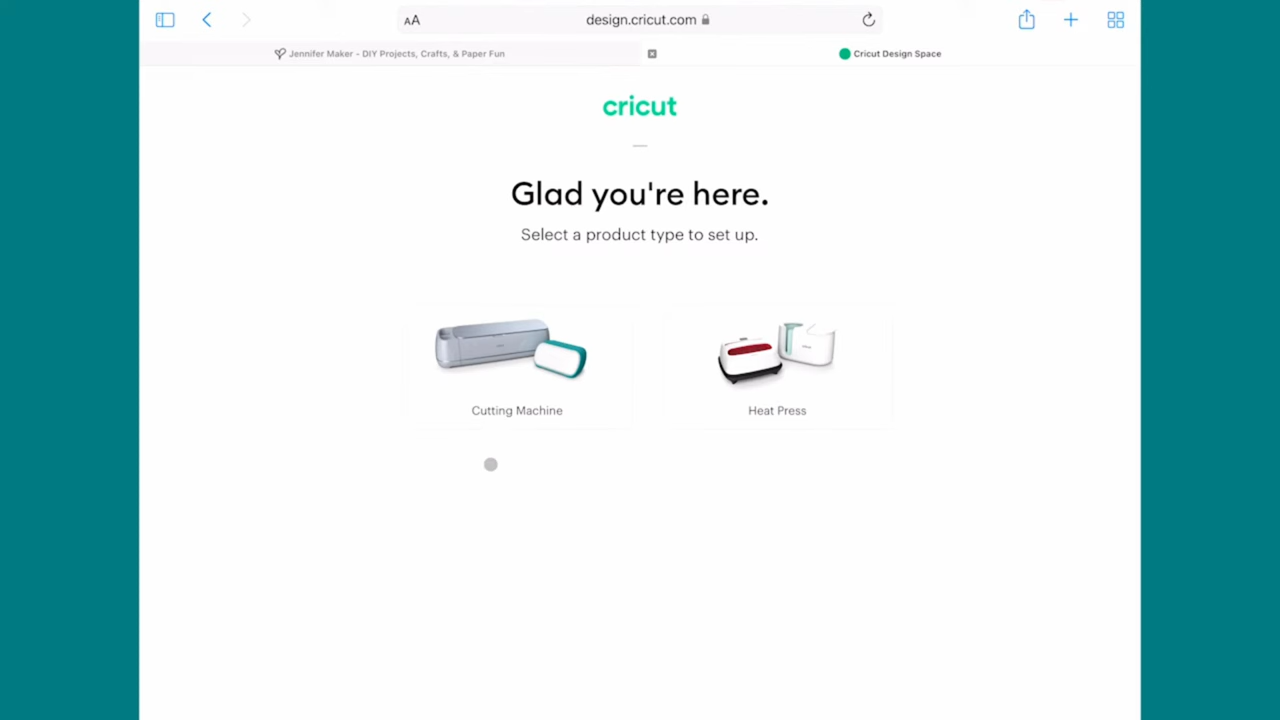 AA
design.cricut.com
Jennifer Maker - DIY Projects, Crafts, & Paper Fun
Cricut Design Space
cricut
Glad you're here.
Select a product type to set up.
Cutting Machine
Heat Press